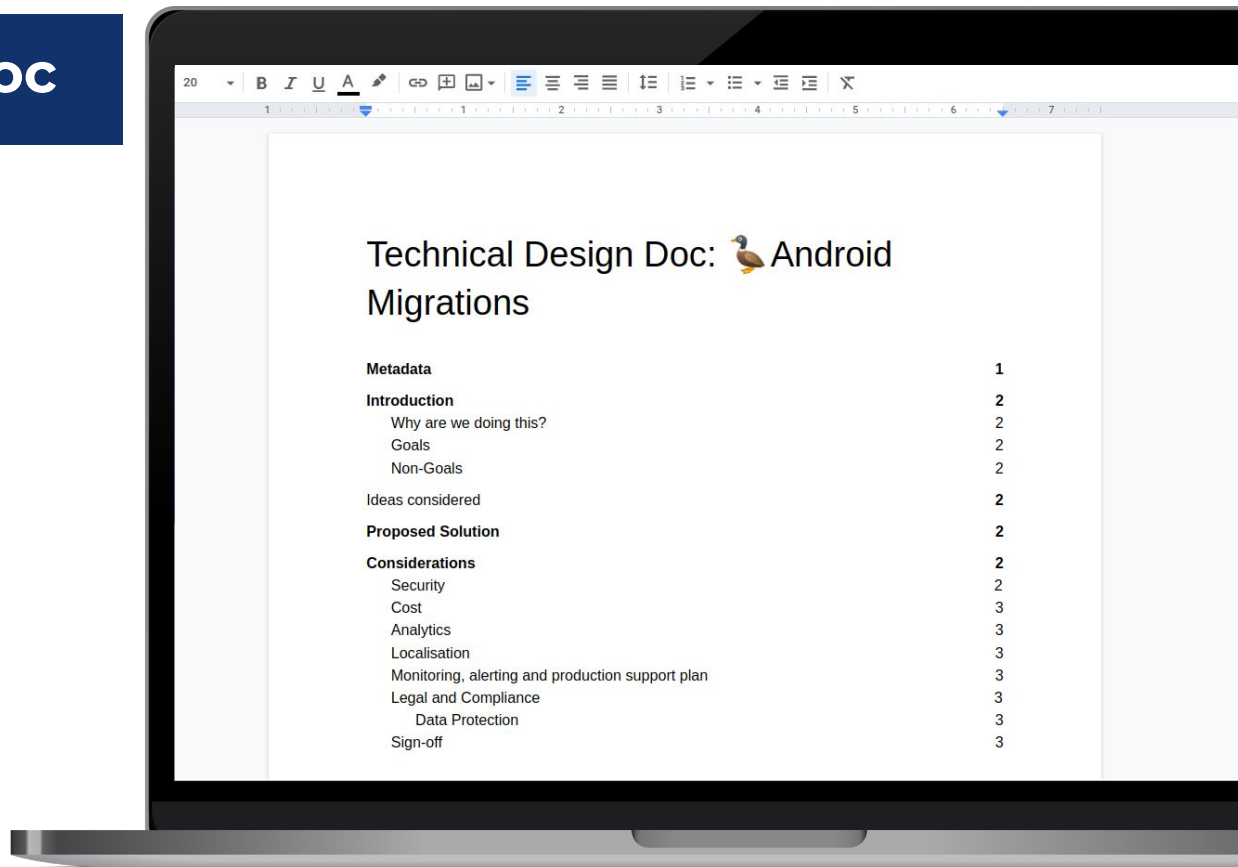 oc
20 B I U A
1 1 2 3 4 5 6 7
Technical Design Doc: 🦆Android
Migrations
Metadata 1
Introduction 2
Why are we doing this? 2
Goals 2
Non-Goals 2
Ideas considered 2
Proposed Solution 2
Considerations 2
Security 2
Cost 3
Analytics 3
Localisation 3
Monitoring, alerting and production support plan 3
Legal and Compliance 3
Data Protection 3
Sign-off 3